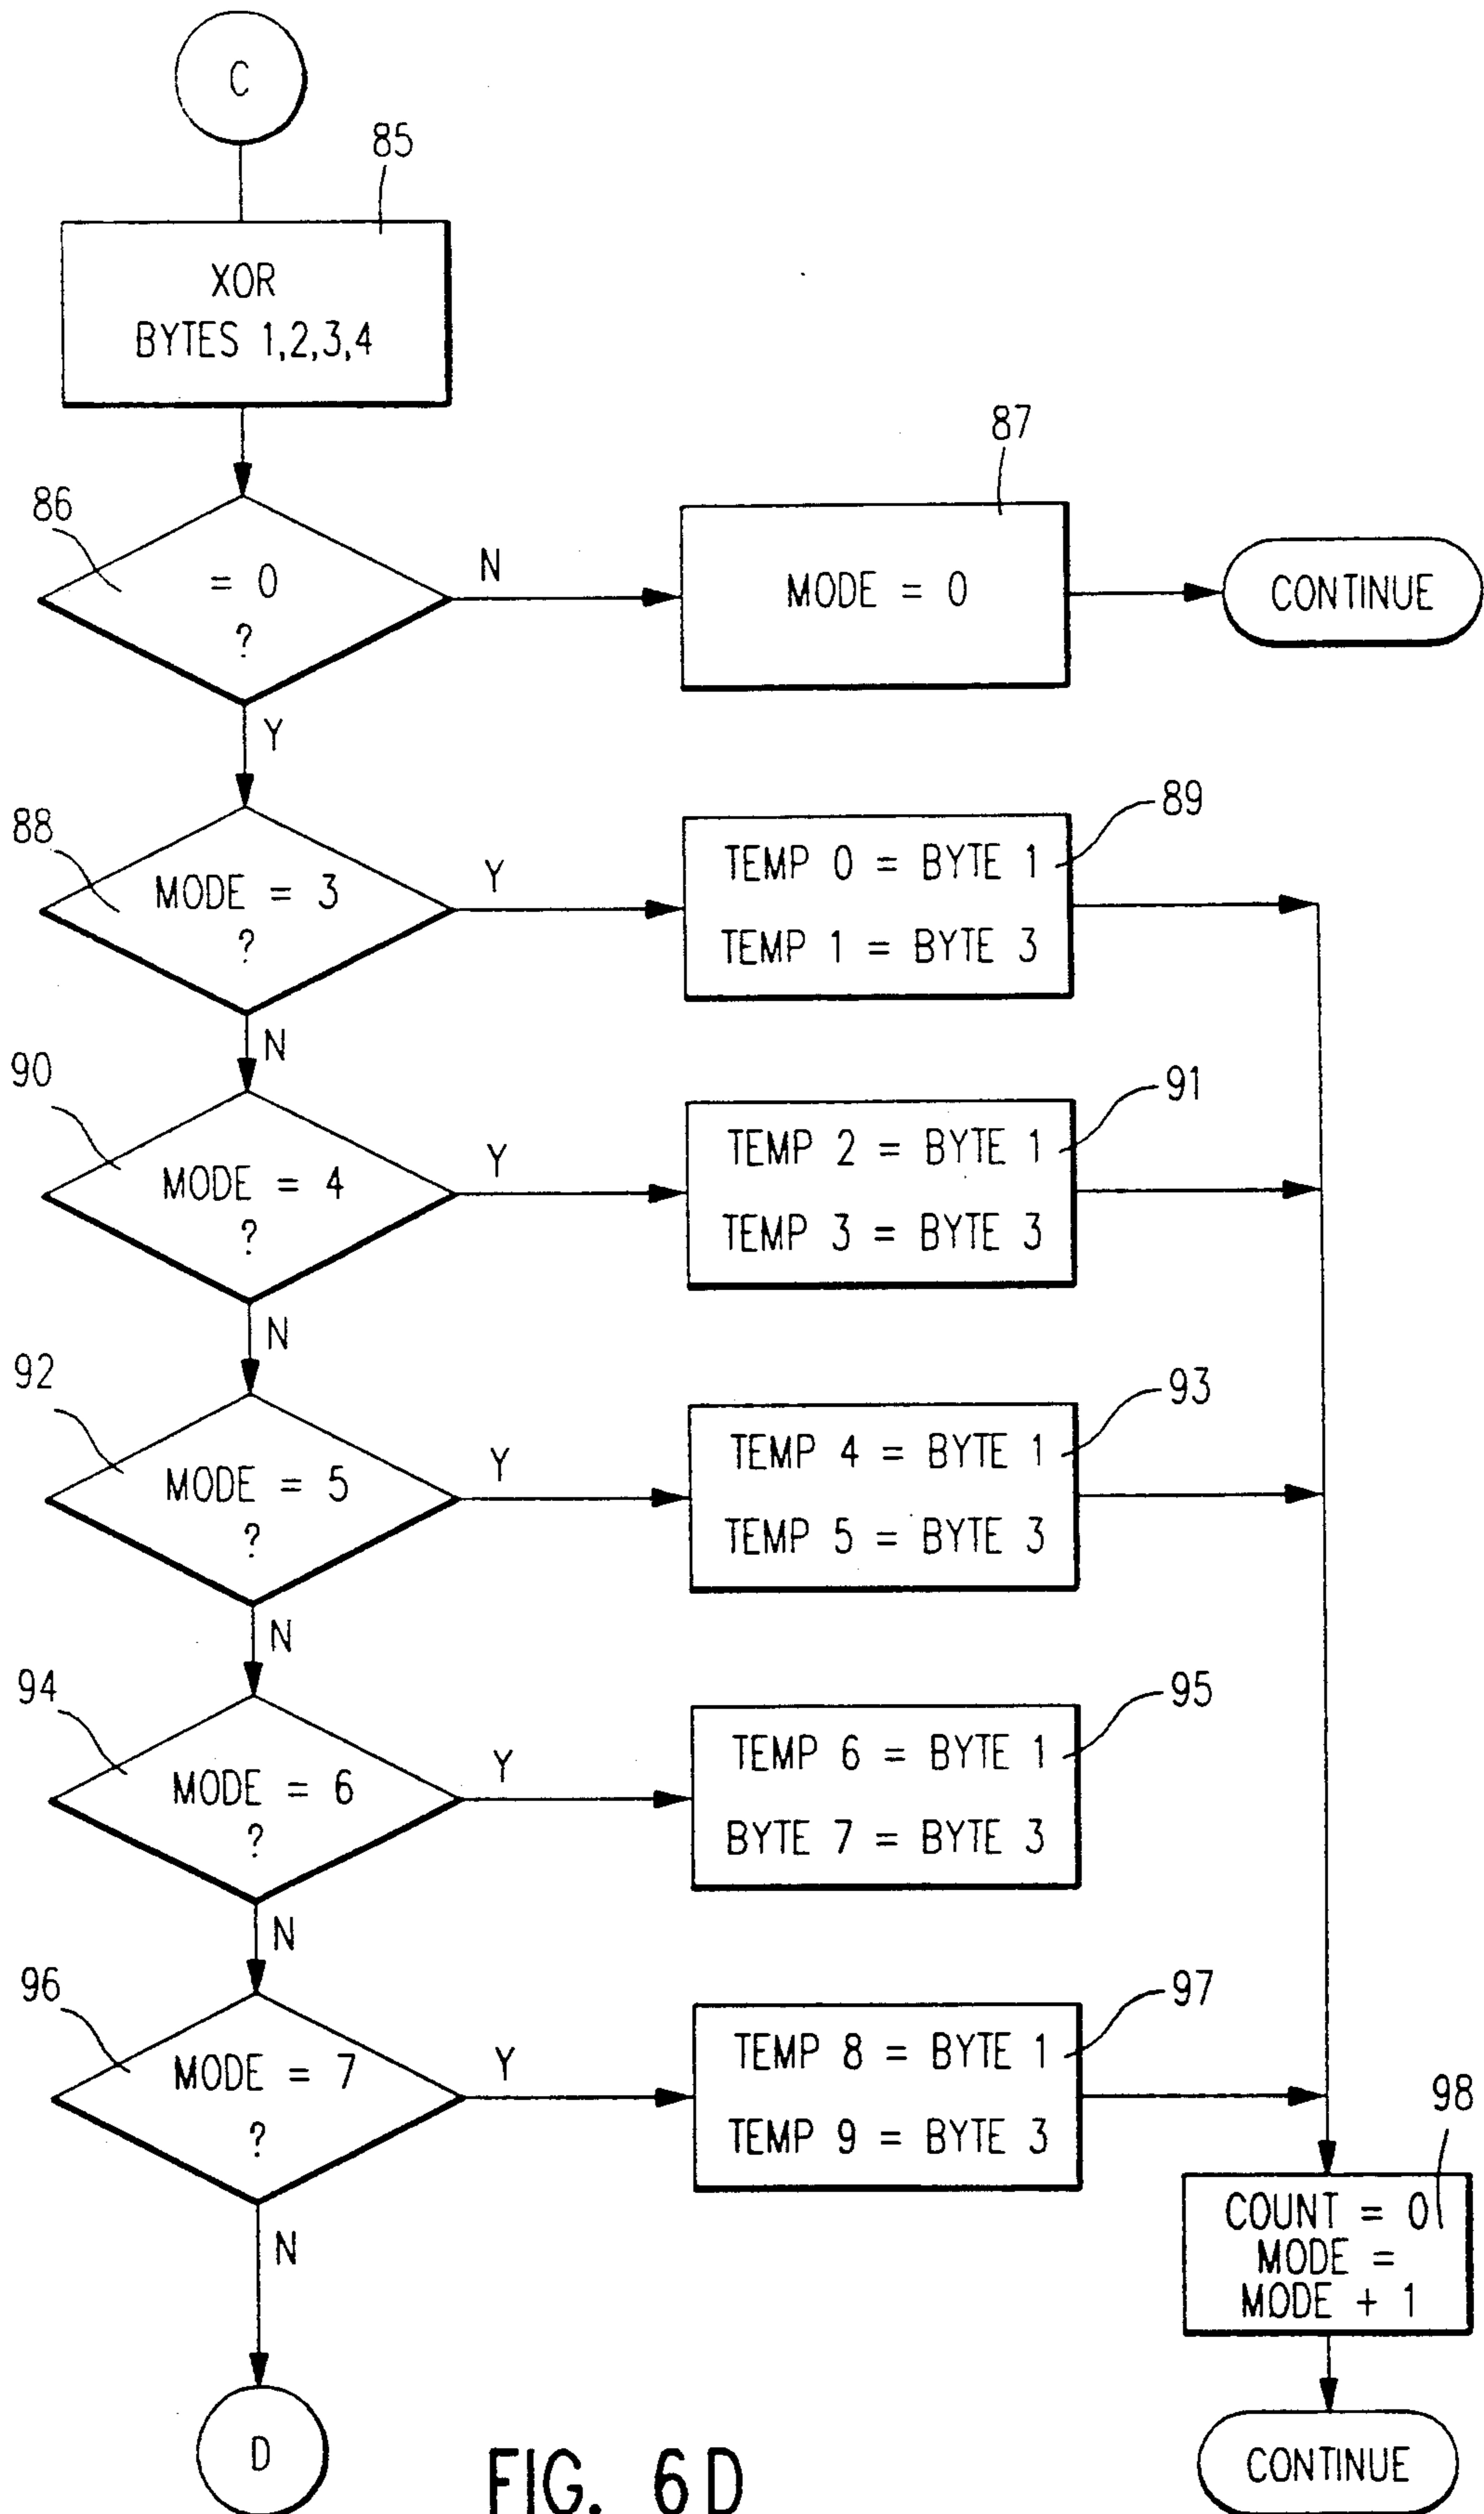 C
85
XOR
BYTES 1,2,3,4
87
86
= 0
?
N
MODE = 0
CONTINUE
Y
88
MODE = 3
?
Y
TEMP 0 = BYTE 1
TEMP 1 = BYTE 3
89
N
90
MODE = 4
?
Y
TEMP 2 = BYTE 1
TEMP 3 = BYTE 3
91
N
92
MODE = 5
?
Y
TEMP 4 = BYTE 1
TEMP 5 = BYTE 3
93
N
94
MODE = 6
?
Y
TEMP 6 = BYTE 1
BYTE 7 = BYTE 3
95
N
96
MODE = 7
?
Y
TEMP 8 = BYTE 1
TEMP 9 = BYTE 3
97
98
N
COUNT = 0
MODE =
MODE + 1
D
CONTINUE
FIG. 6D